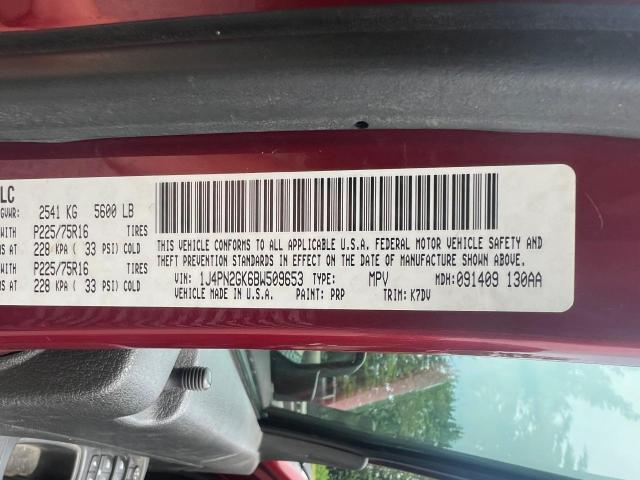 LC
GVWR: 2541 KG 5600 LB
WITH P225/75R16 TIRES
MS AT 228 KPA ( 33 PSI) COLD
WITH P225/75R16 TIRES
MS AT 228 KPA ( 33 PSI) COLD
THIS VEHICLE CONFORMS TO ALL APPLICABLE U.S.A. FEDERAL MOTOR VEHICLE SAFETY AND
THEFT PREVENTION STANDARDS IN EFFECT ON THE DATE OF MANUFACTURE SHOWN ABOVE.
VIN: 1J4PN2GK6BW509653 TYPE: MPV MDH: 091409 130AA
VEHICLE MADE IN U.S.A. PAINT: PRP TRIM: K7DV